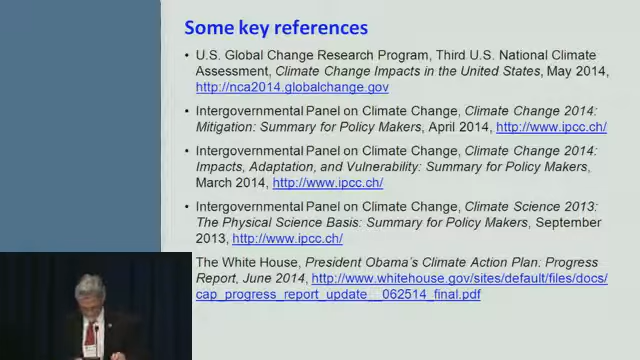 Some key references
• U.S. Global Change Research Program, Third U.S. National Climate
Assessment, Climate Change Impacts in the United States, May 2014,
http://nca2014.globalchange.gov
• Intergovernmental Panel on Climate Change, Climate Change 2014:
Mitigation: Summary for Policy Makers, April 2014, http://www.ipcc.ch/
• Intergovernmental Panel on Climate Change, Climate Change 2014:
Impacts, Adaptation, and Vulnerability: Summary for Policy Makers,
March 2014, http://www.ipcc.ch/
• Intergovernmental Panel on Climate Change, Climate Science 2013:
The Physical Science Basis: Summary for Policy Makers, September
2013, http://www.ipcc.ch/
The White House, President Obama's Climate Action Plan: Progress
Report, June 2014, http://www.whitehouse.gov/sites/default/files/docs/
cap_progress_report_update__062514_final.pdf